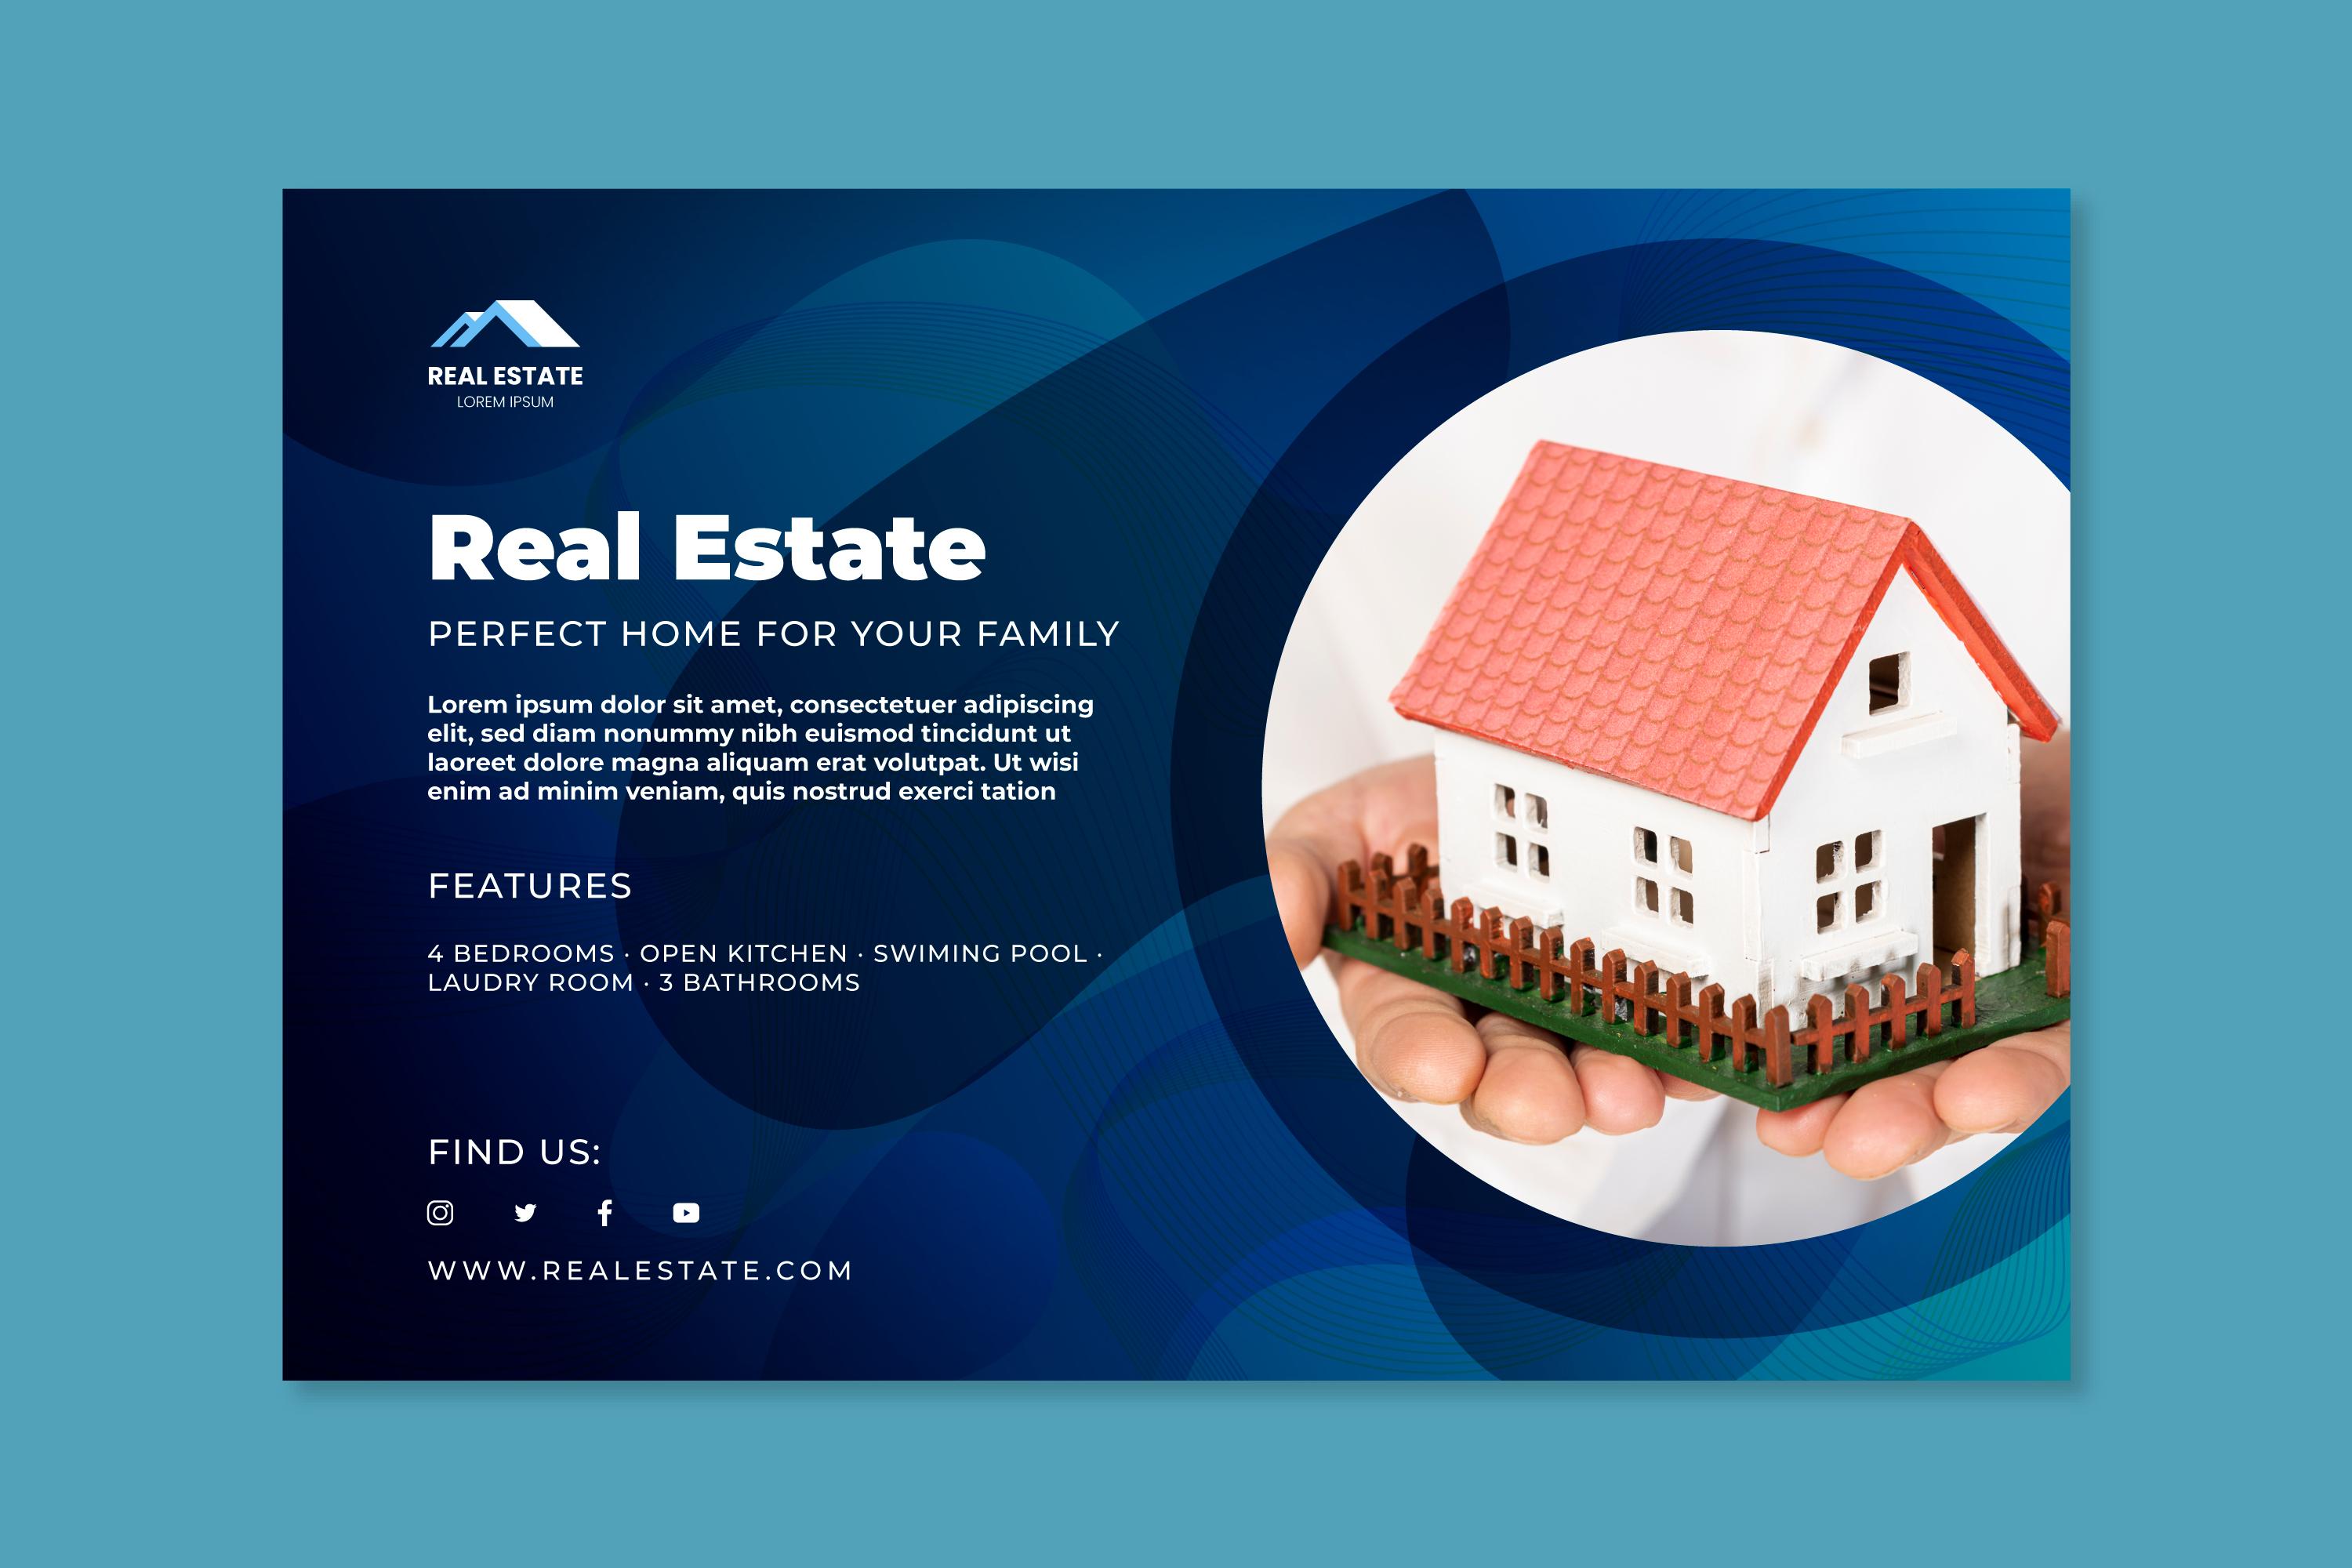 REAL ESTATE
LOREM IPSUM
Real Estate
PERFECT HOME FOR YOUR FAMILY
Lorem ipsum dolor sit amet, consectetuer adipiscing
elit, sed diam nonummy nibh euismod tincidunt ut
laoreet dolore magna aliquam erat volutpat. Ut wisi
enim ad minim veniam, quis nostrud exerci tation
FEATURES
4 BEDROOMS · OPEN KITCHEN · SWIMING POOL ·
LAUDRY ROOM · 3 BATHROOMS
FIND US:
WWW.REALESTATE.COM